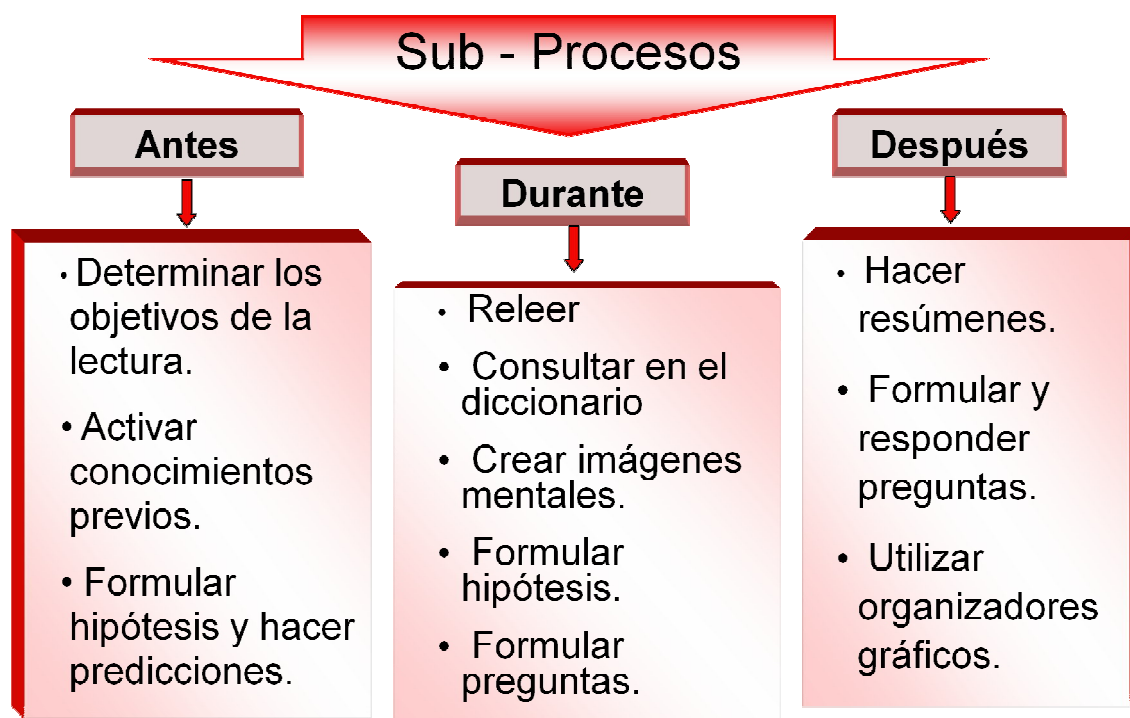 Sub - Procesos
Antes
• Determinar los
objetivos de la
lectura.
• Activar
conocimientos
previos.
• Formular
hipótesis y hacer
predicciones.
Durante
• Releer
• Consultar en el
diccionario
• Crear imágenes
mentales.
• Formular
hipótesis.
• Formular
preguntas.
Después
• Hacer
resúmenes.
• Formular y
responder
preguntas.
• Utilizar
organizadores
gráficos.